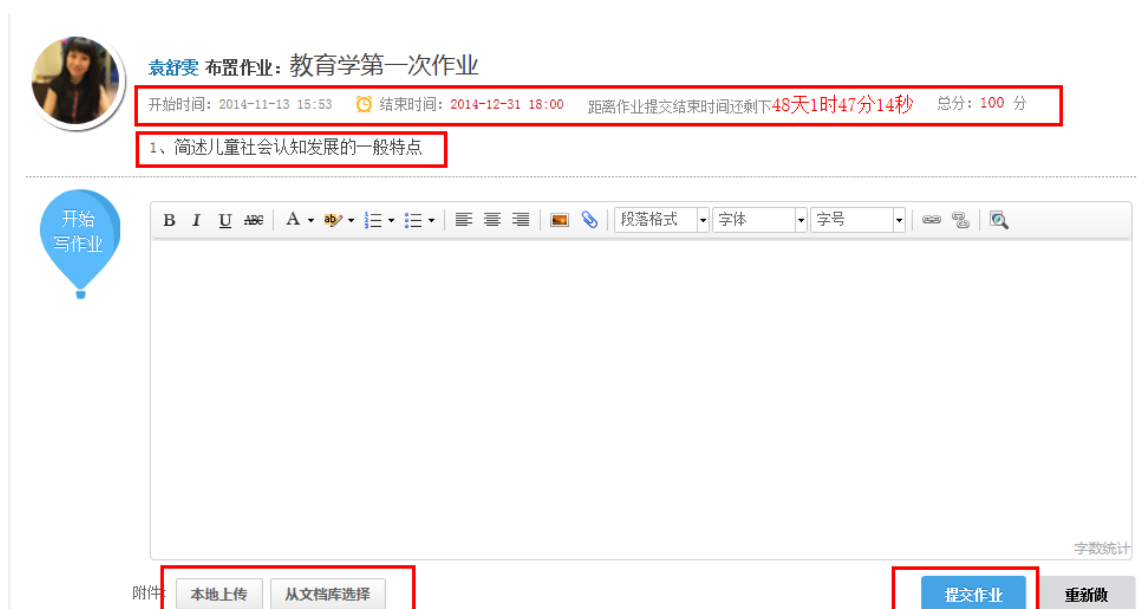 袁舒雯 布置作业：教育学第一次作业
开始时间：2014-11-13 15:53 结束时间：2014-12-31 18:00 距离作业提交结束时间还剩下48天1时47分14秒 总分：100 分
1、简述儿童社会认知发展的一般特点
开始
写作业
B I U ABC A ab 段落格式 字体 字号
字数统计
附件: 本地上传 从文档库选择 提交作业 重新做